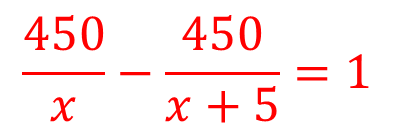 450/x − 450/(x + 5) = 1